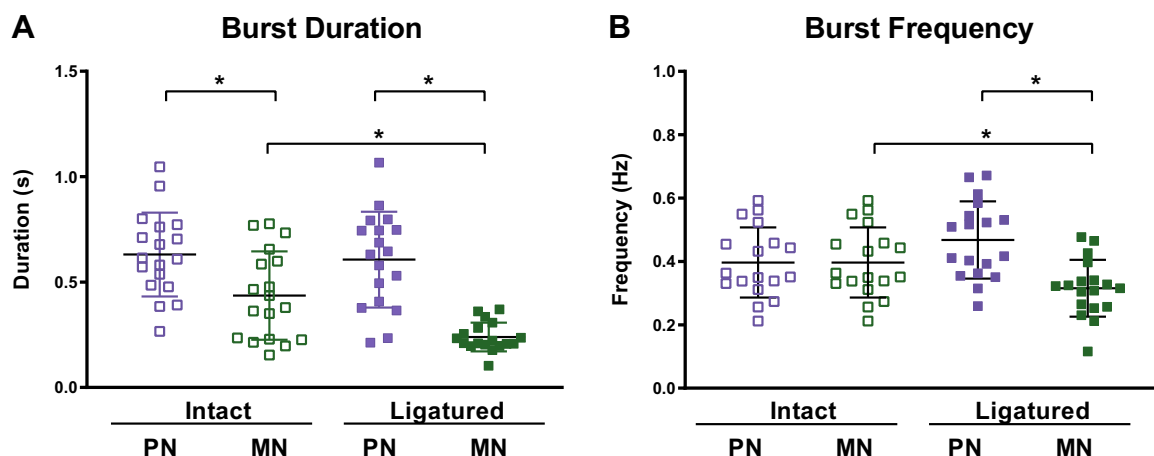 A Burst Duration
Duration (s)
1.5
1.0
0.5
0.0
* *
*
Intact Ligatured
PN MN PN MN
B Burst Frequency
Frequency (Hz)
1.0
0.8
0.6
0.4
0.2
0.0
*
*
Intact Ligatured
PN MN PN MN